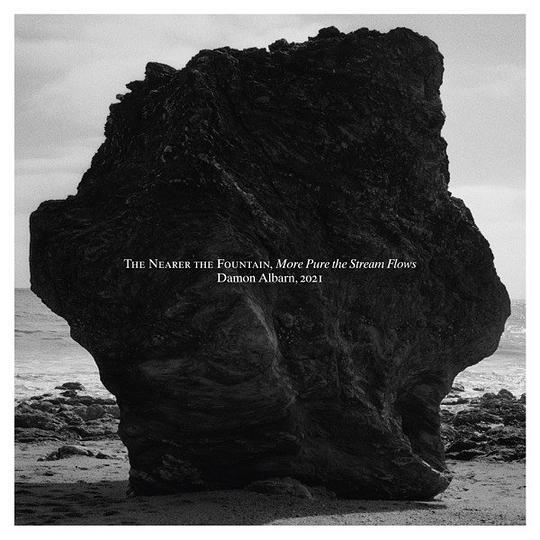 The Nearer the Fountain, More Pure the Stream Flows
Damon Albarn, 2021